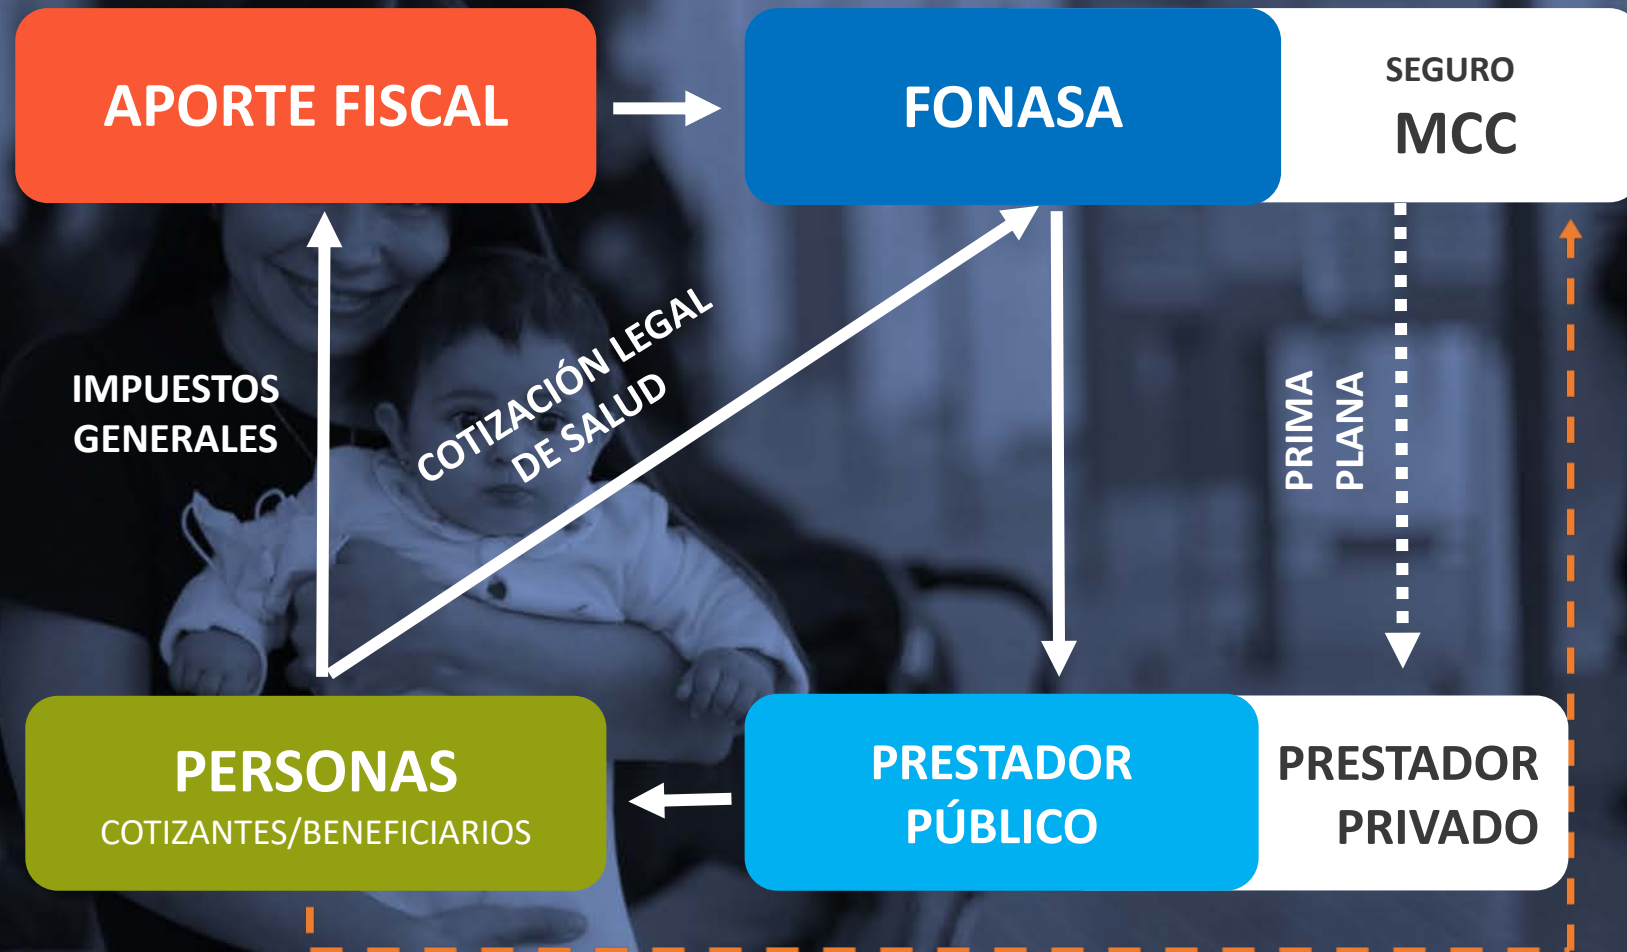 APORTE FISCAL
FONASA
SEGURO
MCC
IMPUESTOS
GENERALES
COTIZACIÓN LEGAL
DE SALUD
PRIMA
PLANA
PERSONAS
COTIZANTES/BENEFICIARIOS
PRESTADOR
PÚBLICO
PRESTADOR
PRIVADO